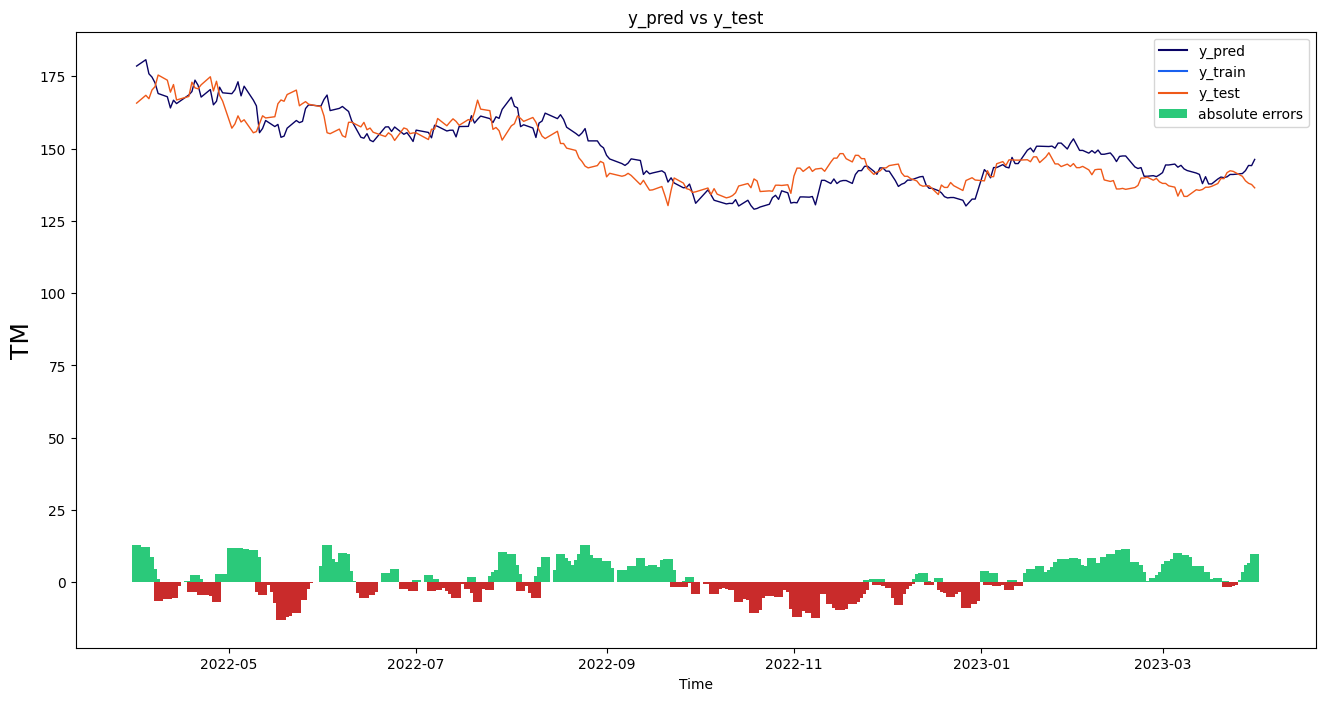 y_pred vs y_test
y_pred
y_train
y_test
absolute errors
TM
175
150
125
100
75
50
25
0
2022-05
2022-07
2022-09
2022-11
2023-01
2023-03
Time